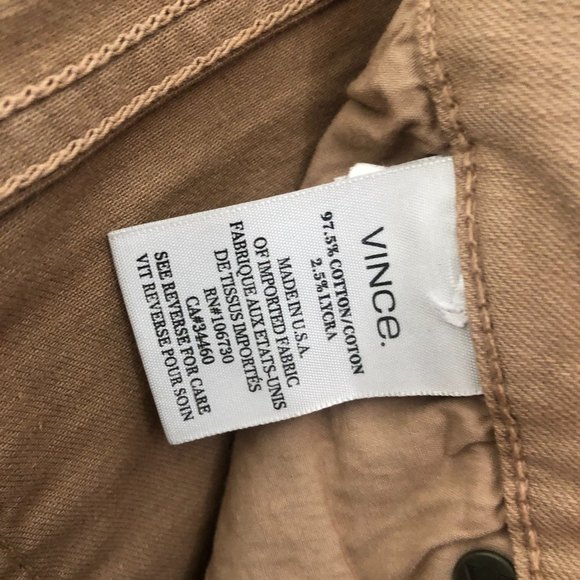 VINCE.
97.5% COTTON/COTON
2.5% LYCRA
MADE IN U.S.A.
OF IMPORTED FABRIC
FABRIQUE AUX ETATS-UNIS
DE TISSUS IMPORTÉS
RN#106730
CA#34460
SEE REVERSE FOR CARE
VIT REVERSE POUR SOIN